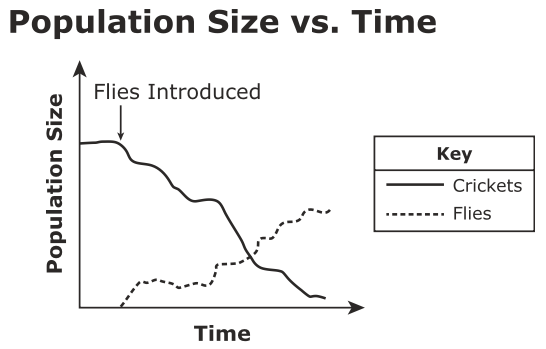 Population Size vs. Time
Flies Introduced
Population Size
Time
Key
Crickets
Flies